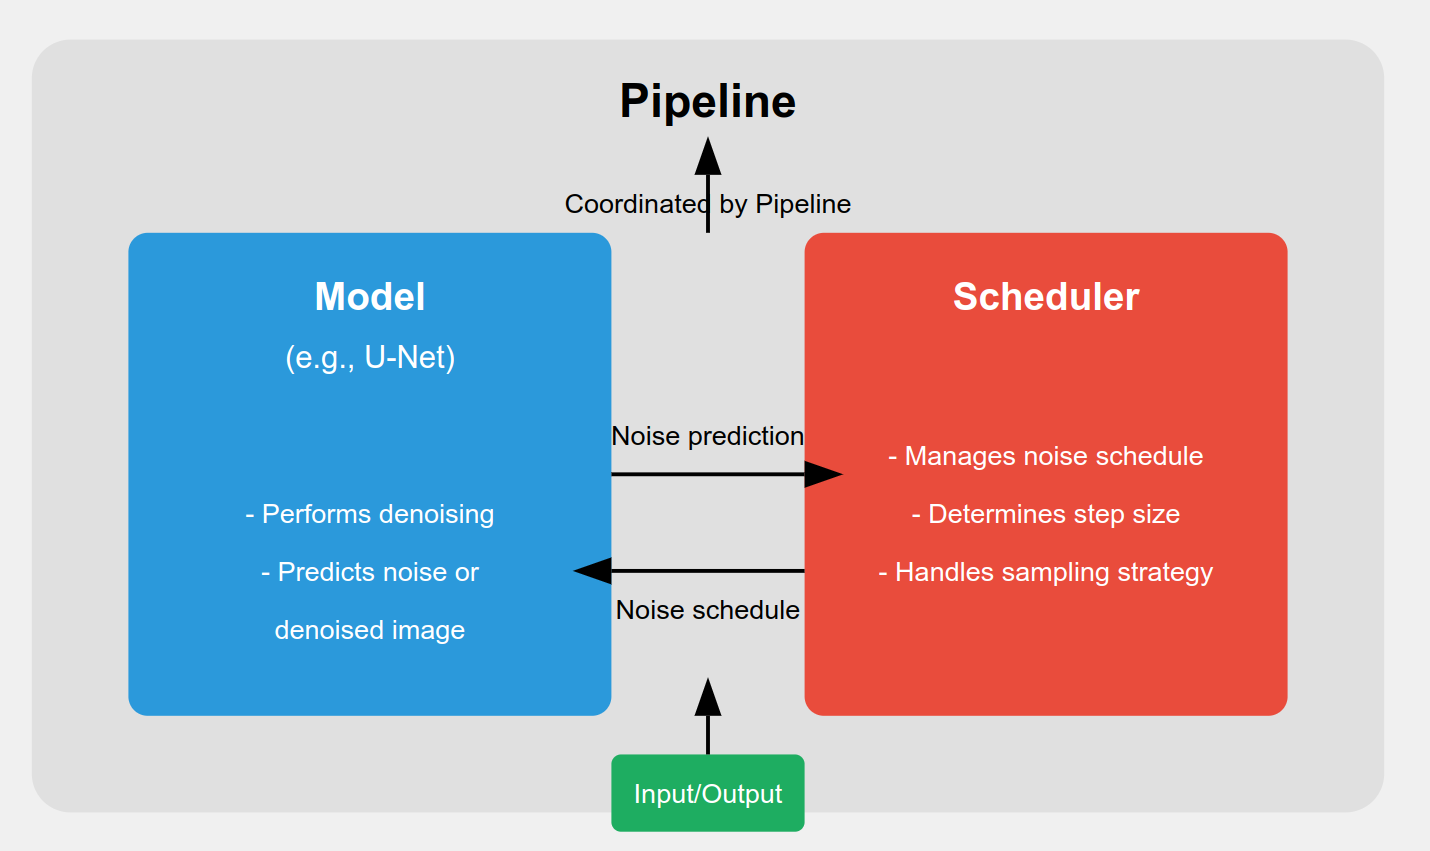 Pipeline
Coordinated by Pipeline
Model
(e.g., U-Net)
- Performs denoising
- Predicts noise or
denoised image
Noise prediction
Noise schedule
Scheduler
- Manages noise schedule
- Determines step size
- Handles sampling strategy
Input/Output